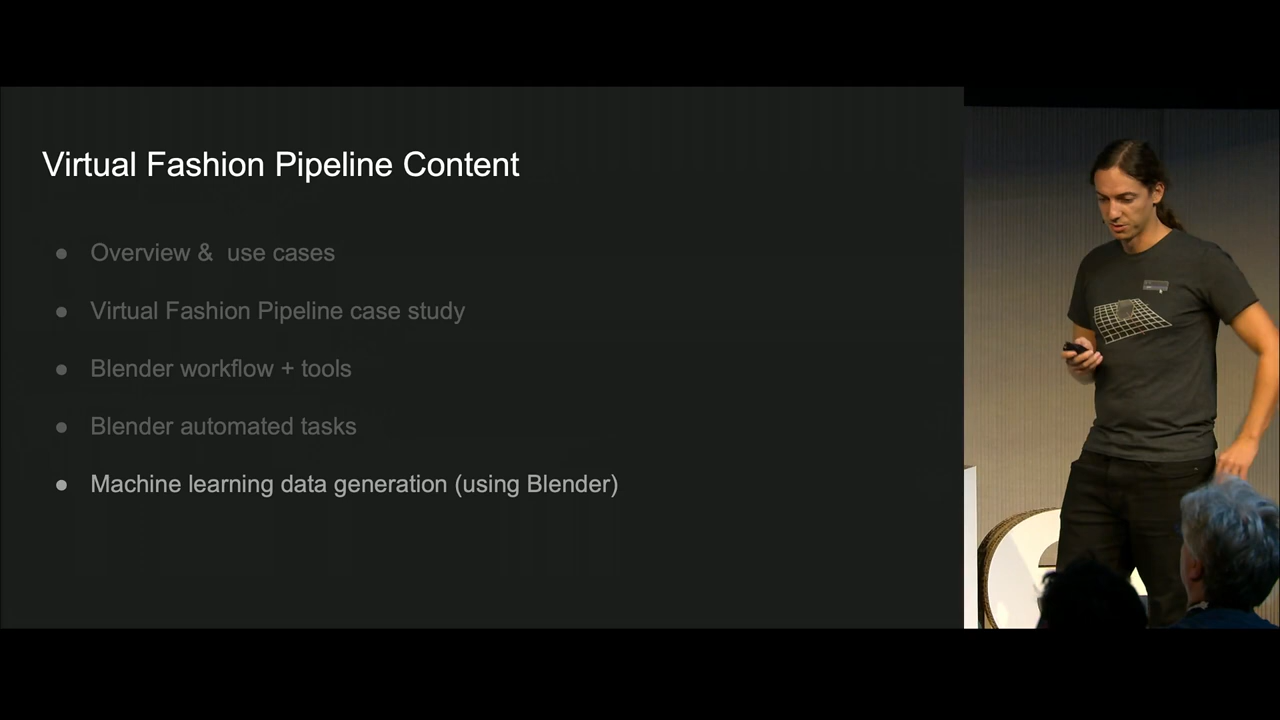 Virtual Fashion Pipeline Content
● Overview &  use cases
● Virtual Fashion Pipeline case study
● Blender workflow + tools
● Blender automated tasks
● Machine learning data generation (using Blender)